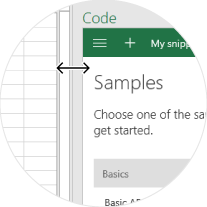 Code
My snipp
Samples
Choose one of the sa
get started.
Basics
Basic AP